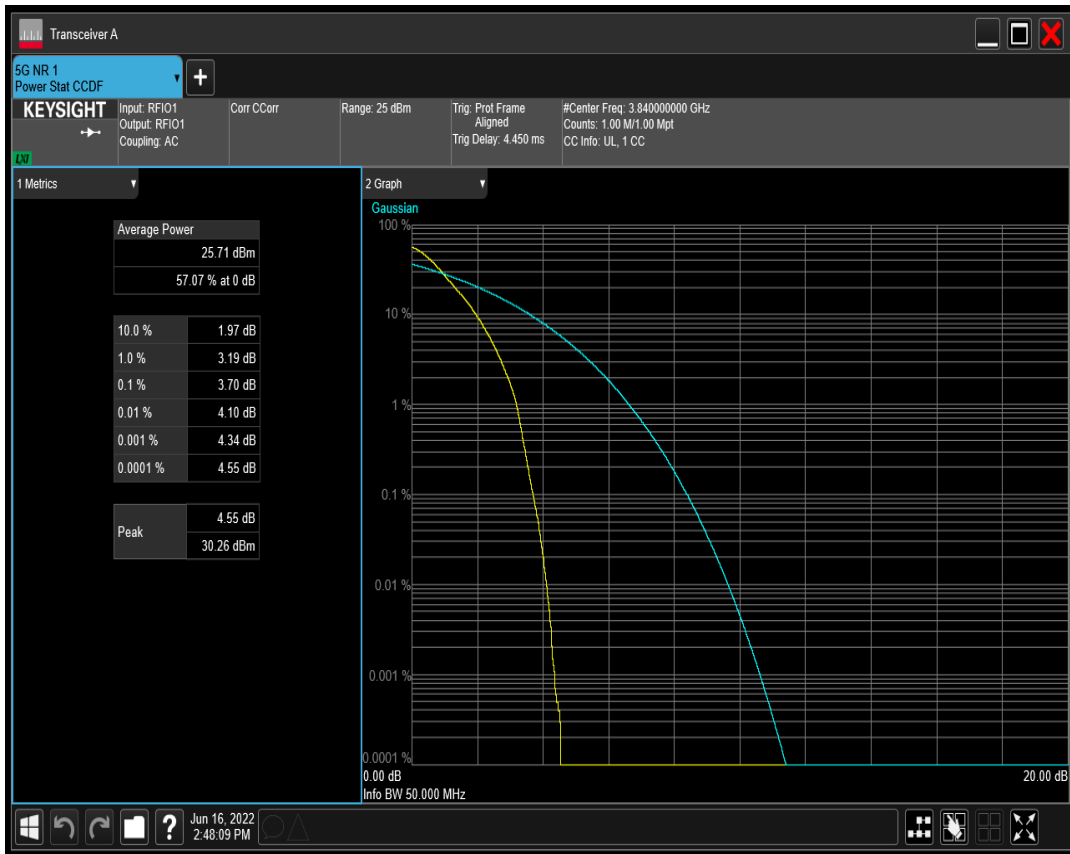 Transceiver A
5G NR 1
Power Stat CCDF
+
KEYSIGHT
LXI
Input: RFIO1
Output: RFIO1
Coupling: AC
Corr CCorr
Range: 25 dBm
Trig: Prot Frame
Aligned
Trig Delay: 4.450 ms
#Center Freq: 3.840000000 GHz
Counts: 1.00 M/1.00 Mpt
CC Info: UL, 1 CC
1 Metrics
Average Power
25.71 dBm
57.07 % at 0 dB
10.0 % 1.97 dB
1.0 % 3.19 dB
0.1 % 3.70 dB
0.01 % 4.10 dB
0.001 % 4.34 dB
0.0001 % 4.55 dB
Peak
4.55 dB
30.26 dBm
2 Graph
Gaussian
100 %
10 %
1 %
0.1 %
0.01 %
0.001 %
0.0001 %
0.00 dB 20.00 dB
Info BW 50.000 MHz
?
Jun 16, 2022
2:48:09 PM